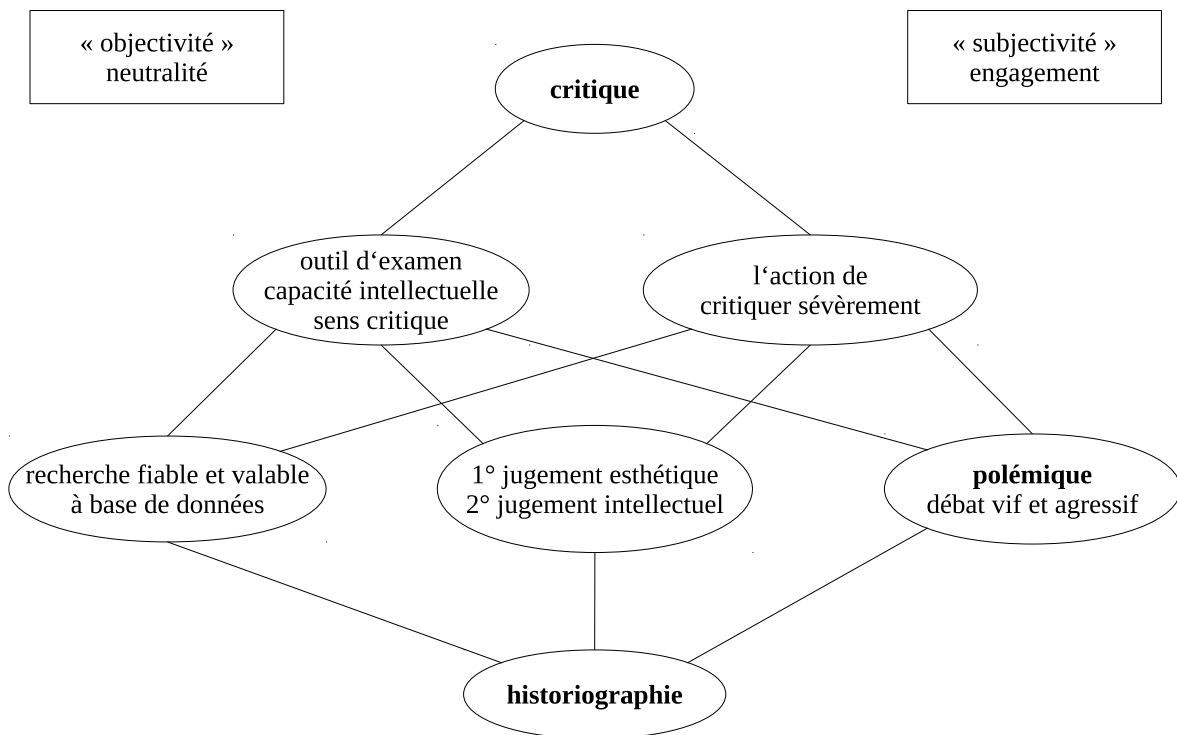 « objectivité »
neutralité
« subjectivité »
engagement
critique
outil d‘examen
capacité intellectuelle
sens critique
l‘action de
critiquer sévèrement
recherche fiable et valable
à base de données
1° jugement esthétique
2° jugement intellectuel
polémique
débat vif et agressif
historiographie